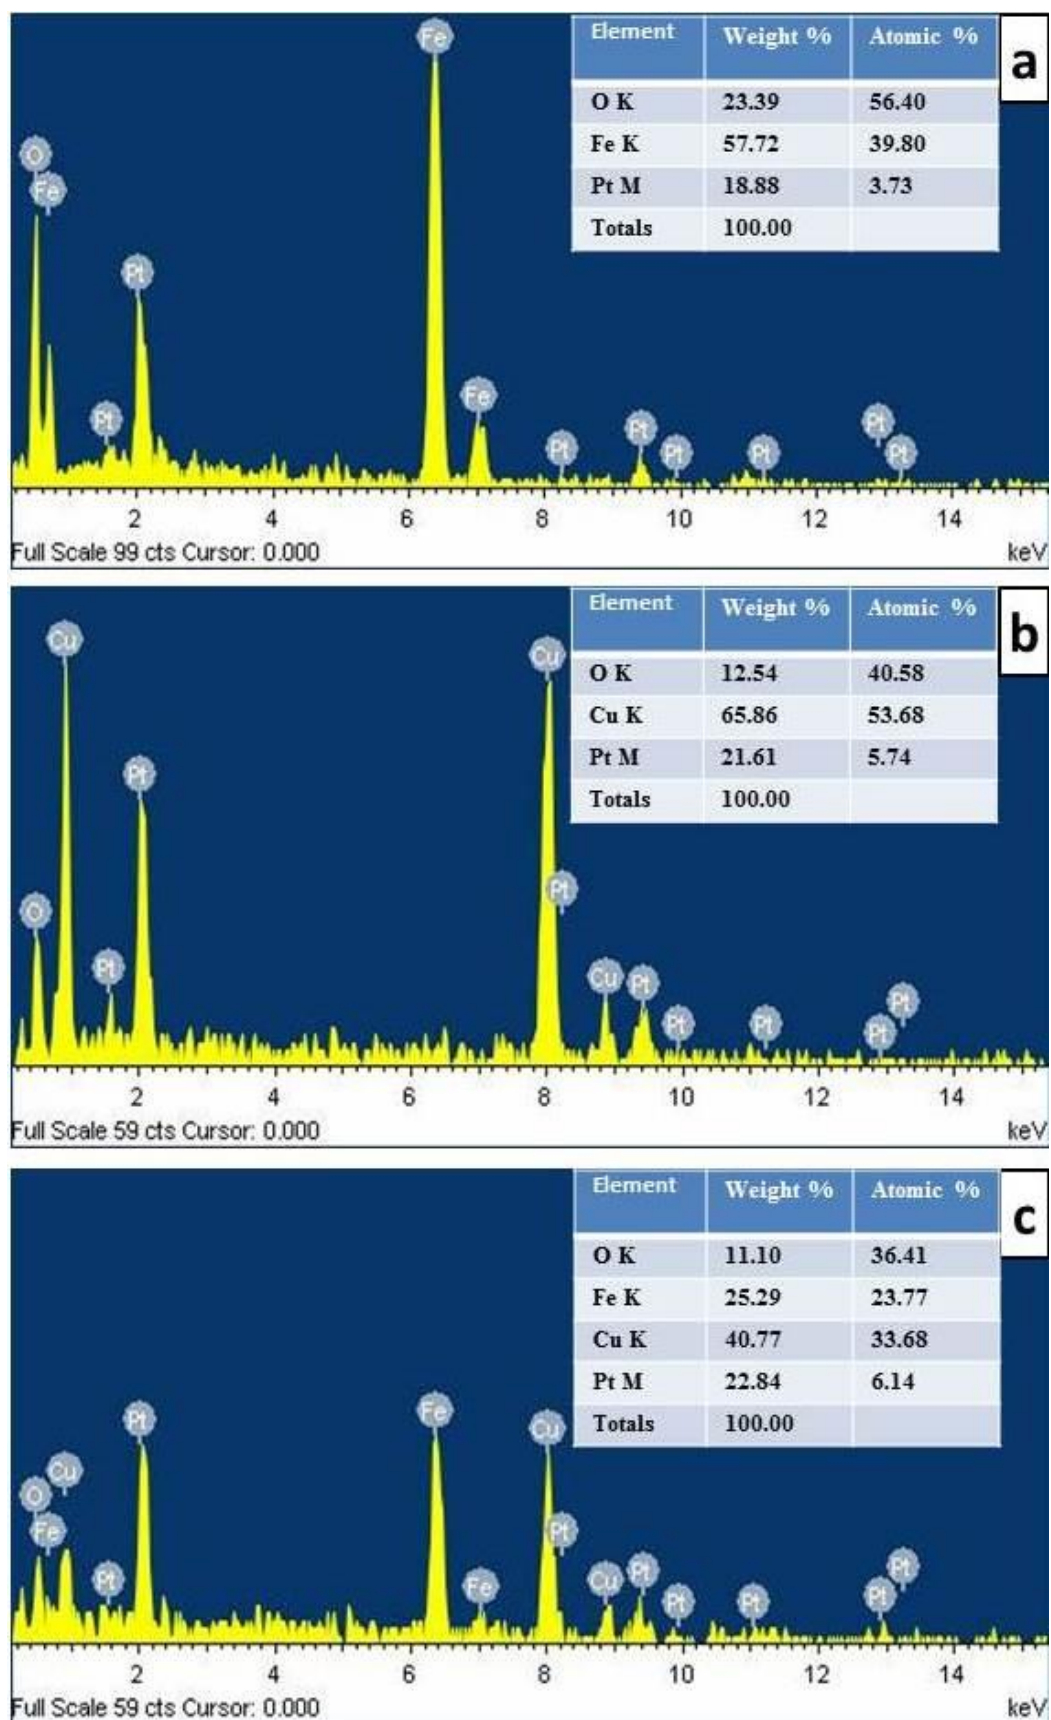 Element Weight % Atomic %
a
O K 23.39 56.40
Fe K 57.72 39.80
Pt M 18.88 3.73
Totals 100.00
Fe
O
Fe
Pt
Pt
Fe
Pt
Pt
Pt
Pt
Pt
Pt
2 4 6 8 10 12 14
Full Scale 99 cts Cursor: 0.000 keV
Element Weight % Atomic %
b
O K 12.54 40.58
Cu K 65.86 53.68
Pt M 21.61 5.74
Totals 100.00
Cu
Cu
Pt
Pt
O
Pt
Cu
Pt
Pt
Pt
Pt
Pt
2 4 6 8 10 12 14
Full Scale 59 cts Cursor: 0.000 keV
Element Weight % Atomic %
c
O K 11.10 36.41
Fe K 25.29 23.77
Cu K 40.77 33.68
Pt M 22.84 6.14
Totals 100.00
Pt
Fe
Cu
Cu
O
Fe
Pt
Pt
Fe
Cu
Pt
Pt
Pt
Pt
Pt
2 4 6 8 10 12 14
Full Scale 59 cts Cursor: 0.000 keV